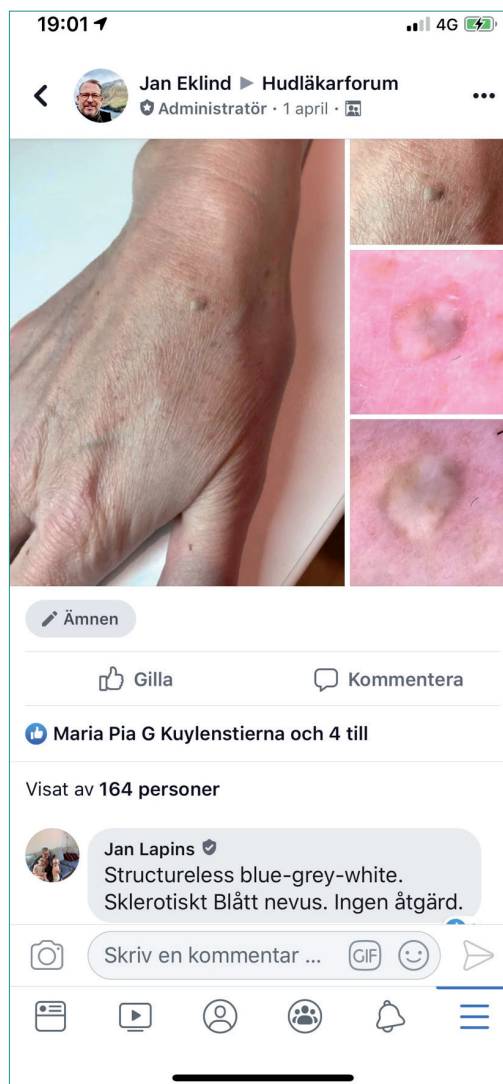 19:01
4G
Jan Eklind ▶ Hudläkarforum
Administratör · 1 april ·
Ämnen
Gilla
Kommentera
Maria Pia G Kuylenstierna och 4 till
Visat av 164 personer
Jan Lapins
Structureless blue-grey-white.
Sklerotiskt Blått nevus. Ingen åtgärd.
Skriv en kommentar ...
GIF